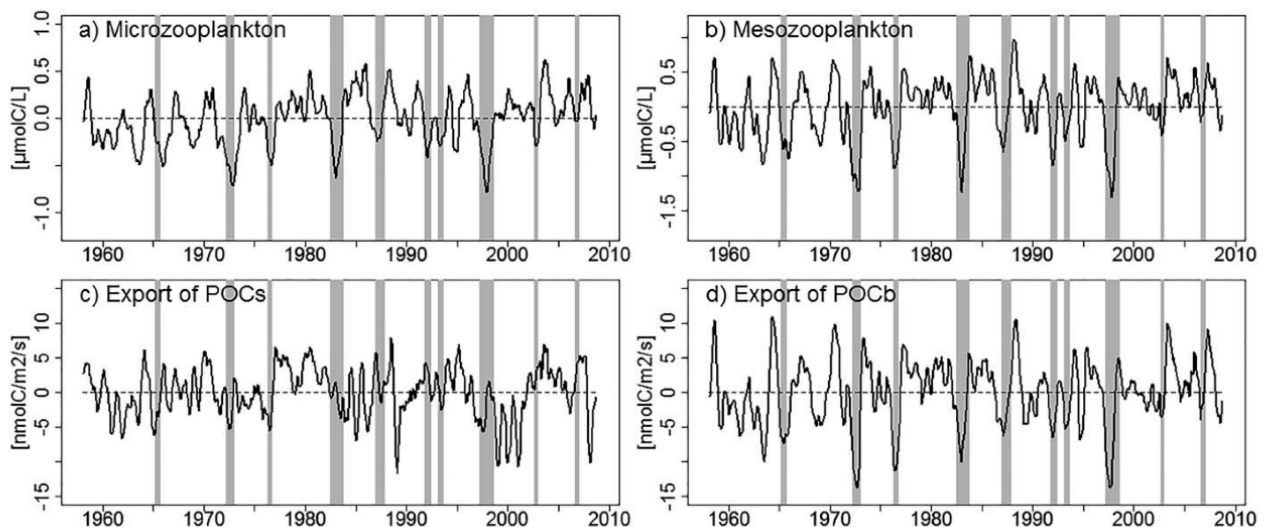 a) Microzooplankton
[µmolC/L]
1.0
0.5
0.0
-1.0
1960 1970 1980 1990 2000 2010
b) Mesozooplankton
[µmolC/L]
0.5
-0.5
-1.5
1960 1970 1980 1990 2000 2010
c) Export of POCs
[nmolC/m2/s]
10
5
0
-5
-15
1960 1970 1980 1990 2000 2010
d) Export of POCb
[nmolC/m2/s]
10
5
0
-5
-15
1960 1970 1980 1990 2000 2010